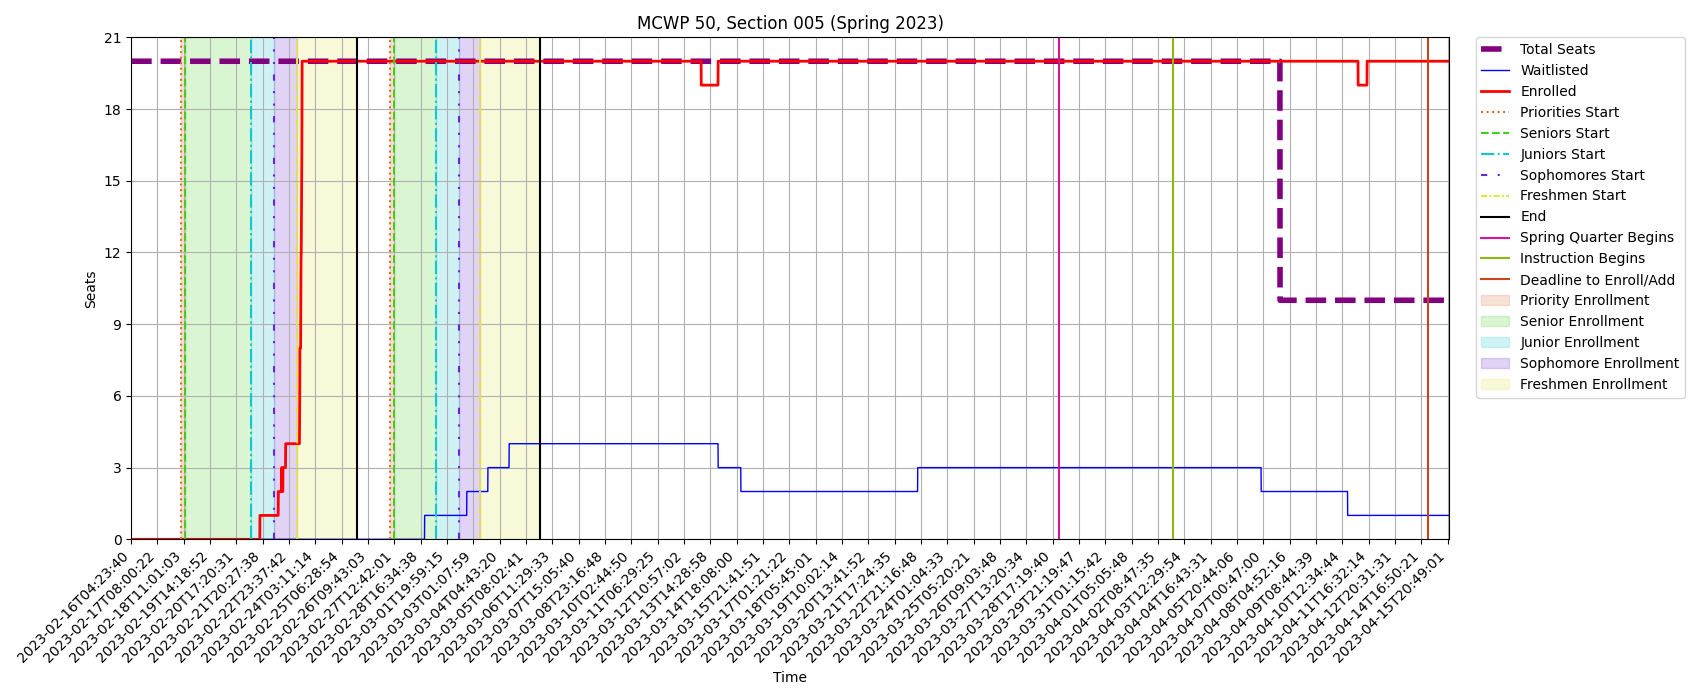 MCWP 50, Section 005 (Spring 2023)
21
18
15
12
9
6
3
0
Seats
2023-02-16T04:23:40
2023-02-17T08:00:22
2023-02-18T11:01:03
2023-02-19T14:18:52
2023-02-20T17:20:31
2023-02-21T20:27:38
2023-02-22T23:37:42
2023-02-24T03:11:14
2023-02-25T06:28:54
2023-02-26T09:43:03
2023-02-27T12:42:01
2023-02-28T16:34:38
2023-03-01T19:59:15
2023-03-03T01:07:59
2023-03-04T04:43:20
2023-03-05T08:02:41
2023-03-06T11:29:33
2023-03-07T15:05:40
2023-03-08T23:16:48
2023-03-10T02:44:50
2023-03-11T06:29:25
2023-03-12T10:57:02
2023-03-13T14:28:58
2023-03-14T18:08:00
2023-03-15T21:41:51
2023-03-17T01:21:22
2023-03-18T05:45:01
2023-03-19T10:02:14
2023-03-20T13:41:52
2023-03-21T17:24:35
2023-03-22T21:16:48
2023-03-24T01:04:33
2023-03-25T05:20:21
2023-03-26T09:03:48
2023-03-27T13:20:34
2023-03-28T17:19:40
2023-03-29T21:19:47
2023-03-31T01:15:42
2023-04-01T05:05:48
2023-04-02T08:47:35
2023-04-03T12:29:54
2023-04-04T16:43:31
2023-04-05T20:44:06
2023-04-07T00:47:00
2023-04-08T04:52:16
2023-04-09T08:44:39
2023-04-10T12:34:44
2023-04-11T16:32:14
2023-04-12T20:31:31
2023-04-14T16:50:21
2023-04-15T20:49:01
Time
Total Seats
Waitlisted
Enrolled
Priorities Start
Seniors Start
Juniors Start
Sophomores Start
Freshmen Start
End
Spring Quarter Begins
Instruction Begins
Deadline to Enroll/Add
Priority Enrollment
Senior Enrollment
Junior Enrollment
Sophomore Enrollment
Freshmen Enrollment